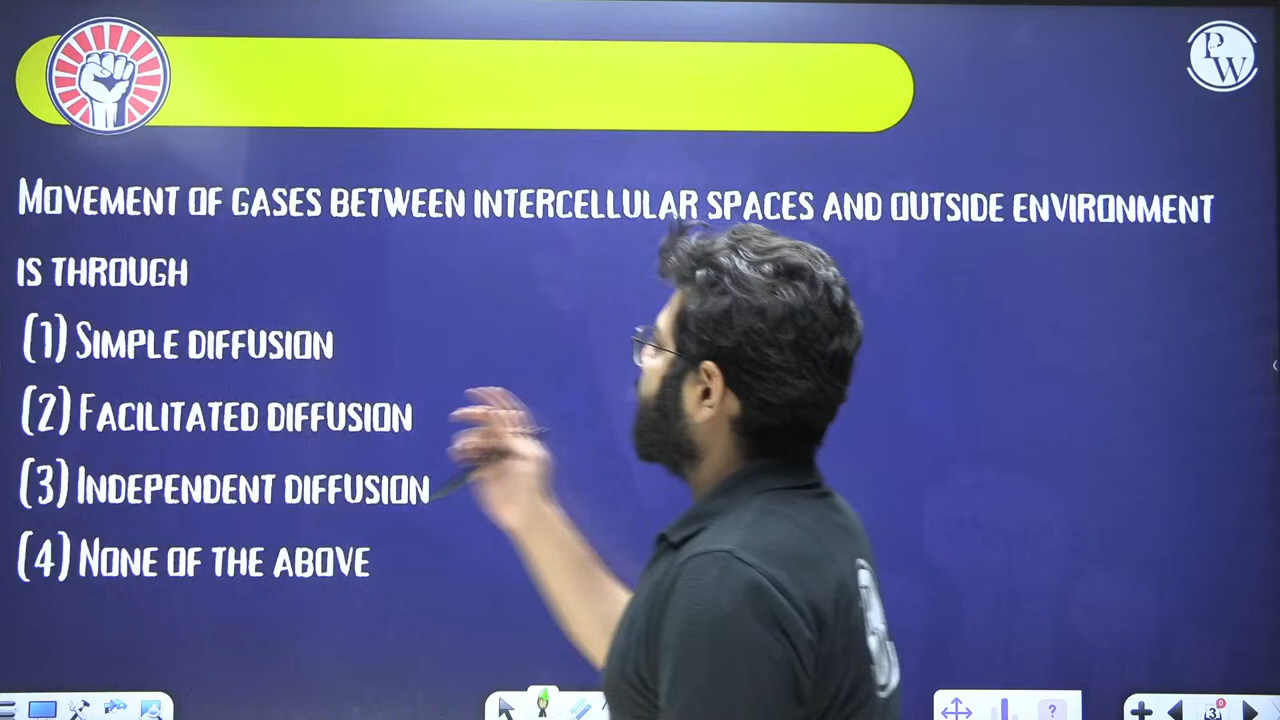 PW
MOVEMENT OF GASES BETWEEN INTERCELLULAR SPACES AND OUTSIDE ENVIRONMENT
IS THROUGH
(1) SIMPLE DIFFUSION
(2) FACILITATED DIFFUSION
(3) INDEPENDENT DIFFUSION
(4) NONE OF THE ABOVE